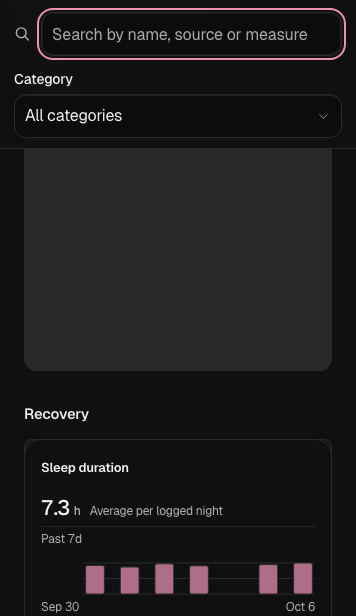 Search by name, source or measure
Category
All categories
Recovery
Sleep duration
7.3 h Average per logged night
Past 7d
Sep 30 Oct 6